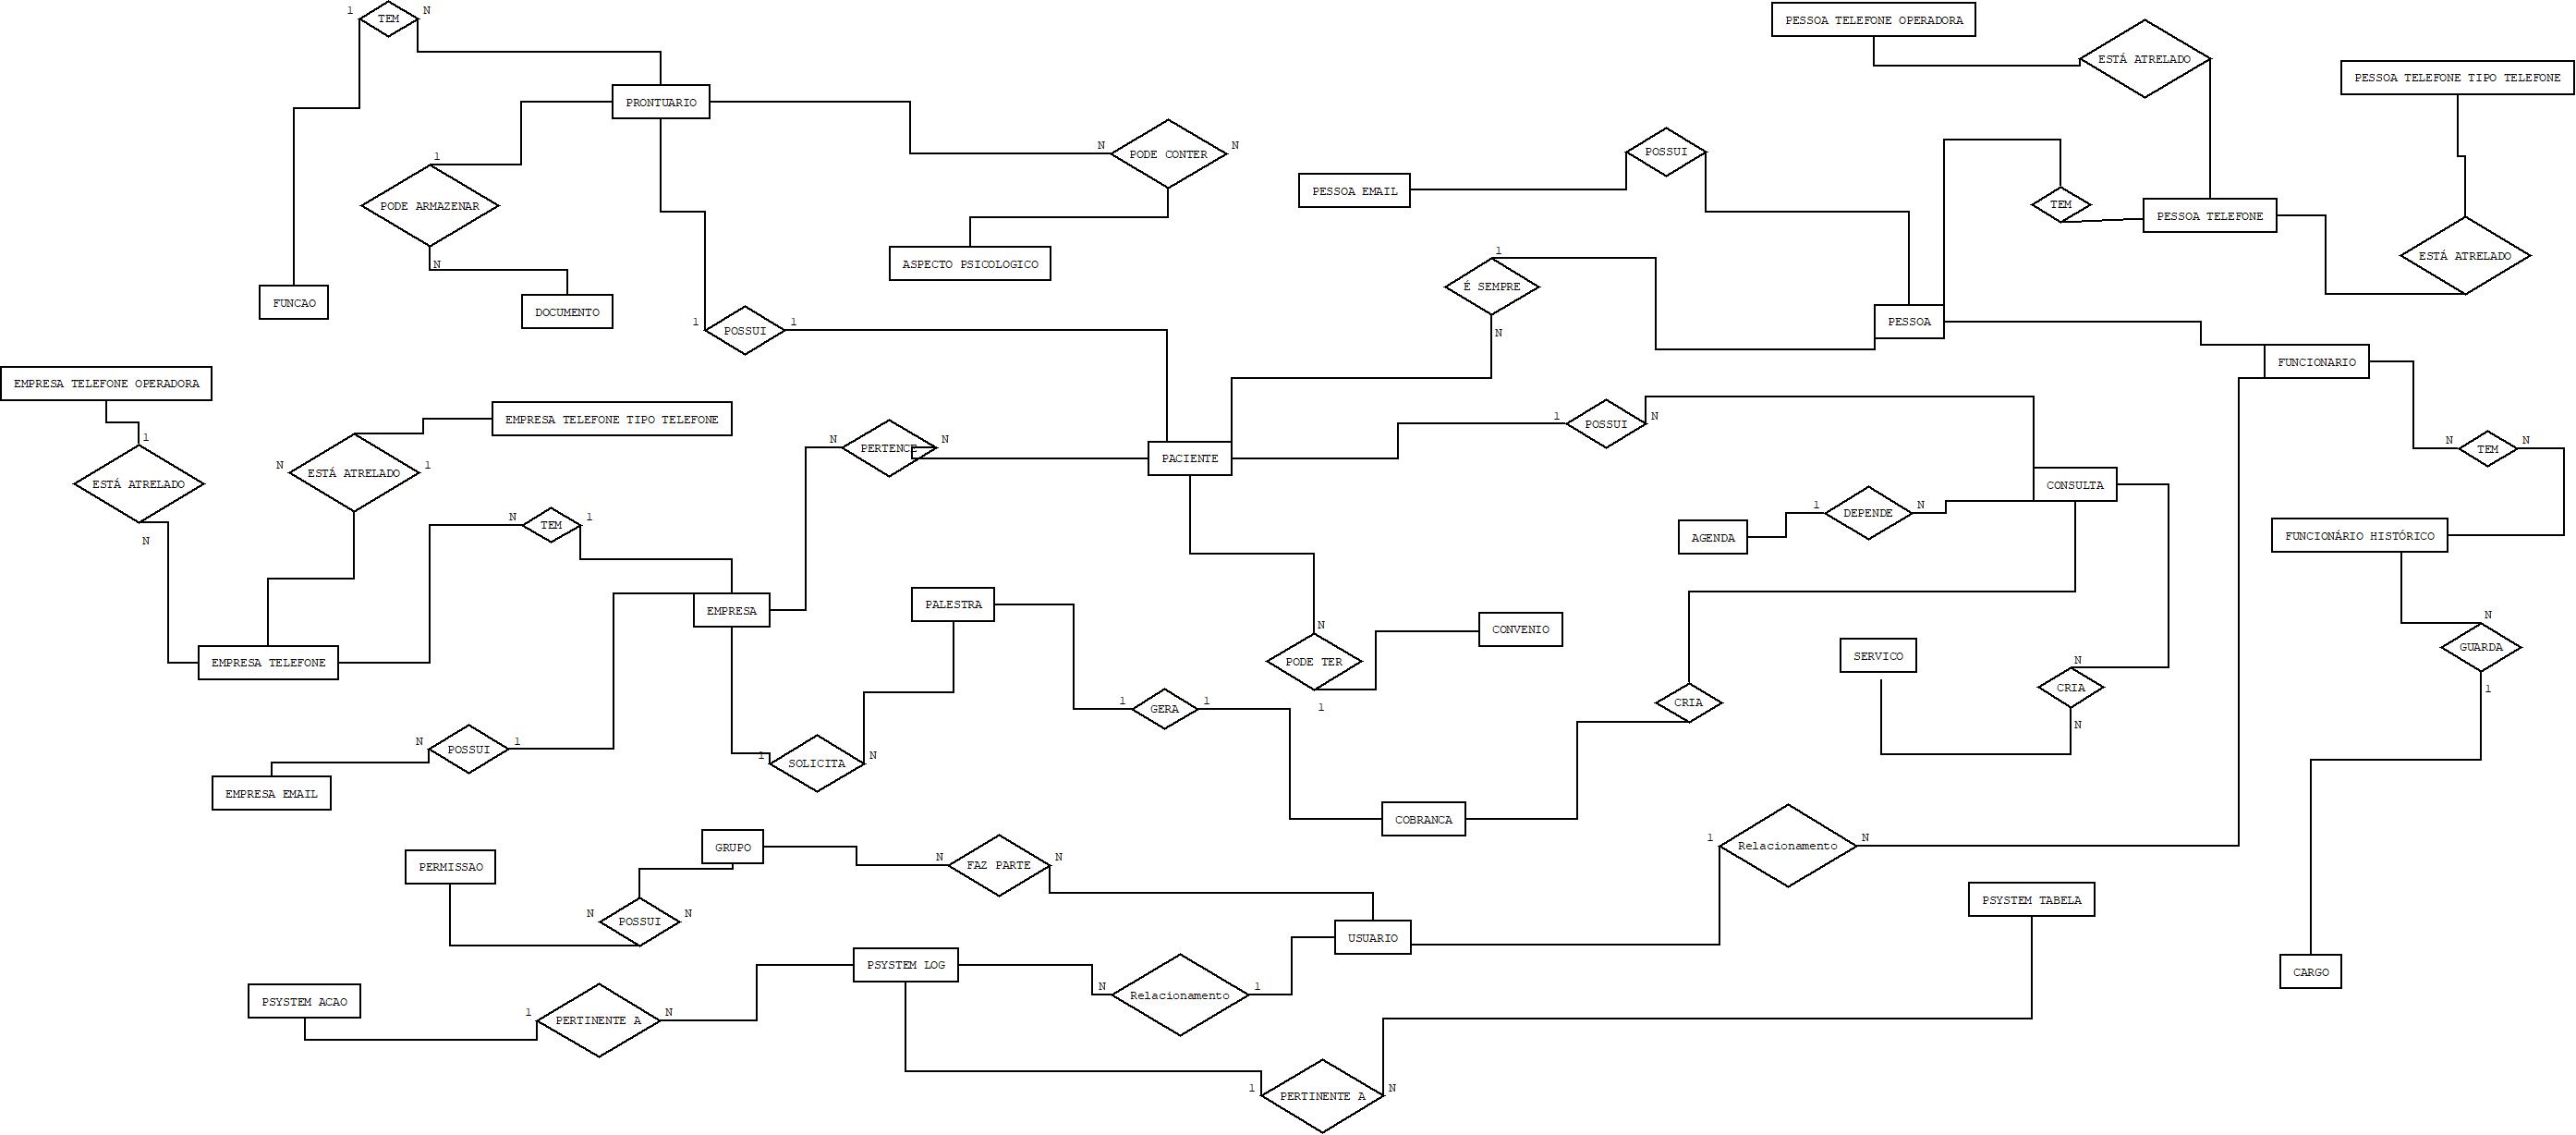 1
TEM
N
PESSOA TELEFONE OPERADORA
ESTÁ ATRELADO
PESSOA TELEFONE TIPO TELEFONE
PRONTUARIO
N
PODE CONTER
N
POSSUI
1
PODE ARMAZENAR
PESSOA EMAIL
TEM
PESSOA TELEFONE
ESTÁ ATRELADO
N
ASPECTO PSICOLOGICO
1
É SEMPRE
N
FUNCAO
DOCUMENTO
1
POSSUI
1
PESSOA
FUNCIONARIO
EMPRESA TELEFONE OPERADORA
EMPRESA TELEFONE TIPO TELEFONE
1
POSSUI
N
1
ESTÁ ATRELADO
N
N
ESTÁ ATRELADO
1
N
PERTENCE
N
PACIENTE
N
TEM
N
CONSULTA
AGENDA
1
DEPENDE
N
FUNCIONÁRIO HISTÓRICO
N
TEM
1
EMPRESA
PALESTRA
N
PODE TER
1
CONVENIO
SERVICO
N
GUARDA
1
EMPRESA TELEFONE
N
CRIA
N
CRIA
1
GERA
1
N
POSSUI
1
1
SOLICITA
N
EMPRESA EMAIL
COBRANCA
1
Relacionamento
N
GRUPO
PERMISSAO
N
FAZ PARTE
N
N
POSSUI
N
USUARIO
PSYSTEM TABELA
PSYSTEM LOG
N
Relacionamento
1
CARGO
PSYSTEM ACAO
1
PERTINENTE A
N
1
PERTINENTE A
N